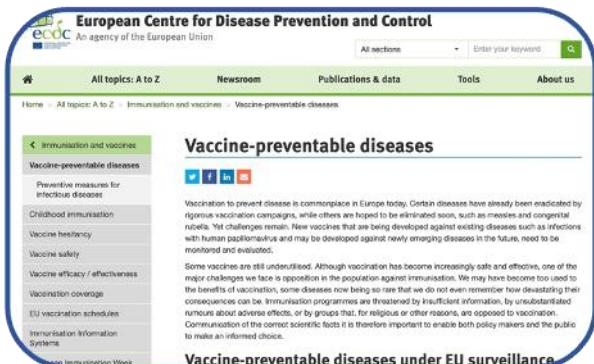 ecdc
European Centre for Disease Prevention and Control
An agency of the European Union
All sections
Enter your keyword
All topics: A to Z
Newsroom
Publications & data
Tools
About us
Home > All topics: A to Z > Immunisation and vaccines > Vaccine-preventable diseases
Immunisation and vaccines
Vaccine-preventable diseases
Preventive measures for
infectious diseases
Childhood immunisation
Vaccine hesitancy
Vaccine safety
Vaccine efficacy / effectiveness
Vaccination coverage
EU vaccination schedules
Immunisation Information
Systems
Immunization Week
Vaccine-preventable diseases
Vaccination to prevent disease is commonplace in Europe today. Certain diseases have already been eradicated by
rigorous vaccination campaigns, while others are hoped to be eliminated soon, such as measles and congenital
rubella. Yet challenges remain. New vaccines that are being developed against existing diseases such as infections
with human papillomavirus and may be developed against newly emerging diseases in the future, need to be
monitored and evaluated.
Some vaccines are still underutilised. Although vaccination has become increasingly safe and effective, one of the
major challenges we face is opposition in the population against immunisation. We may have become too used to
the benefits of vaccination, some diseases now being so rare that we do not even remember how devastating their
consequences can be. Immunisation programmes are threatened by insufficient information, by unsubstantiated
rumours about adverse effects, or by groups that, for religious or other reasons, are opposed to vaccination.
Communication of the correct scientific facts it is therefore important to enable both policy makers and the public
to make an informed choice.
Vaccine-preventable diseases under EU surveillance